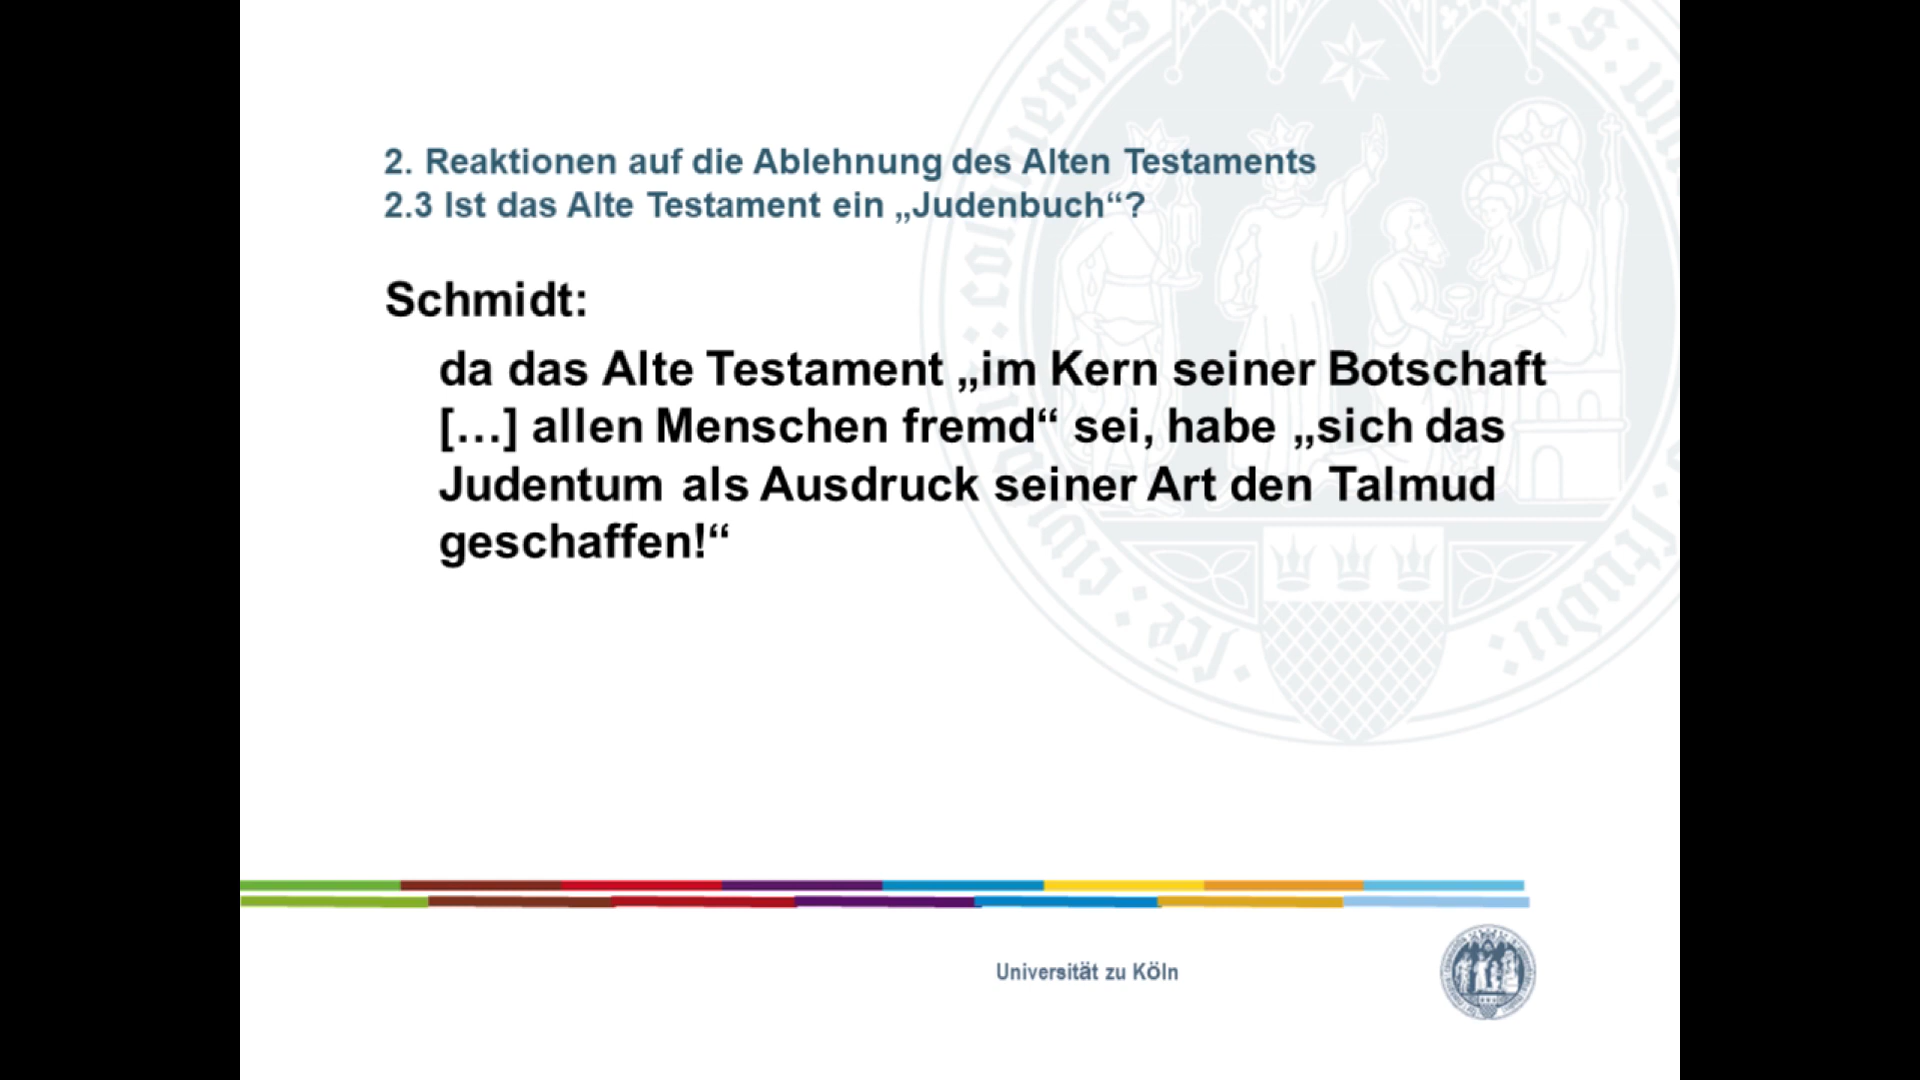 2. Reaktionen auf die Ablehnung des Alten Testaments
2.3 Ist das Alte Testament ein „Judenbuch“?
Schmidt:
da das Alte Testament „im Kern seiner Botschaft
[…] allen Menschen fremd“ sei, habe „sich das
Judentum als Ausdruck seiner Art den Talmud
geschaffen!“
Universität zu Köln